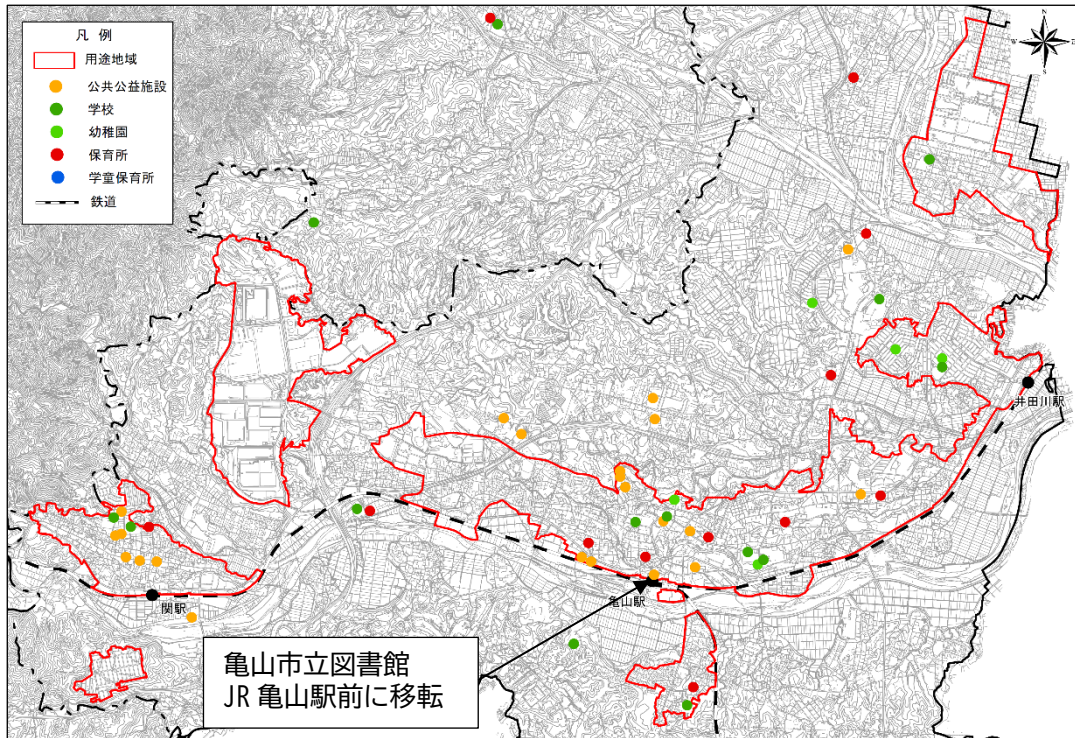 凡 例
用途地域
公共公益施設
学校
幼稚園
保育所
学童保育所
鉄道
N
W
S
井田川駅
関駅
亀山駅
亀山市立図書館
JR 亀山駅前に移転